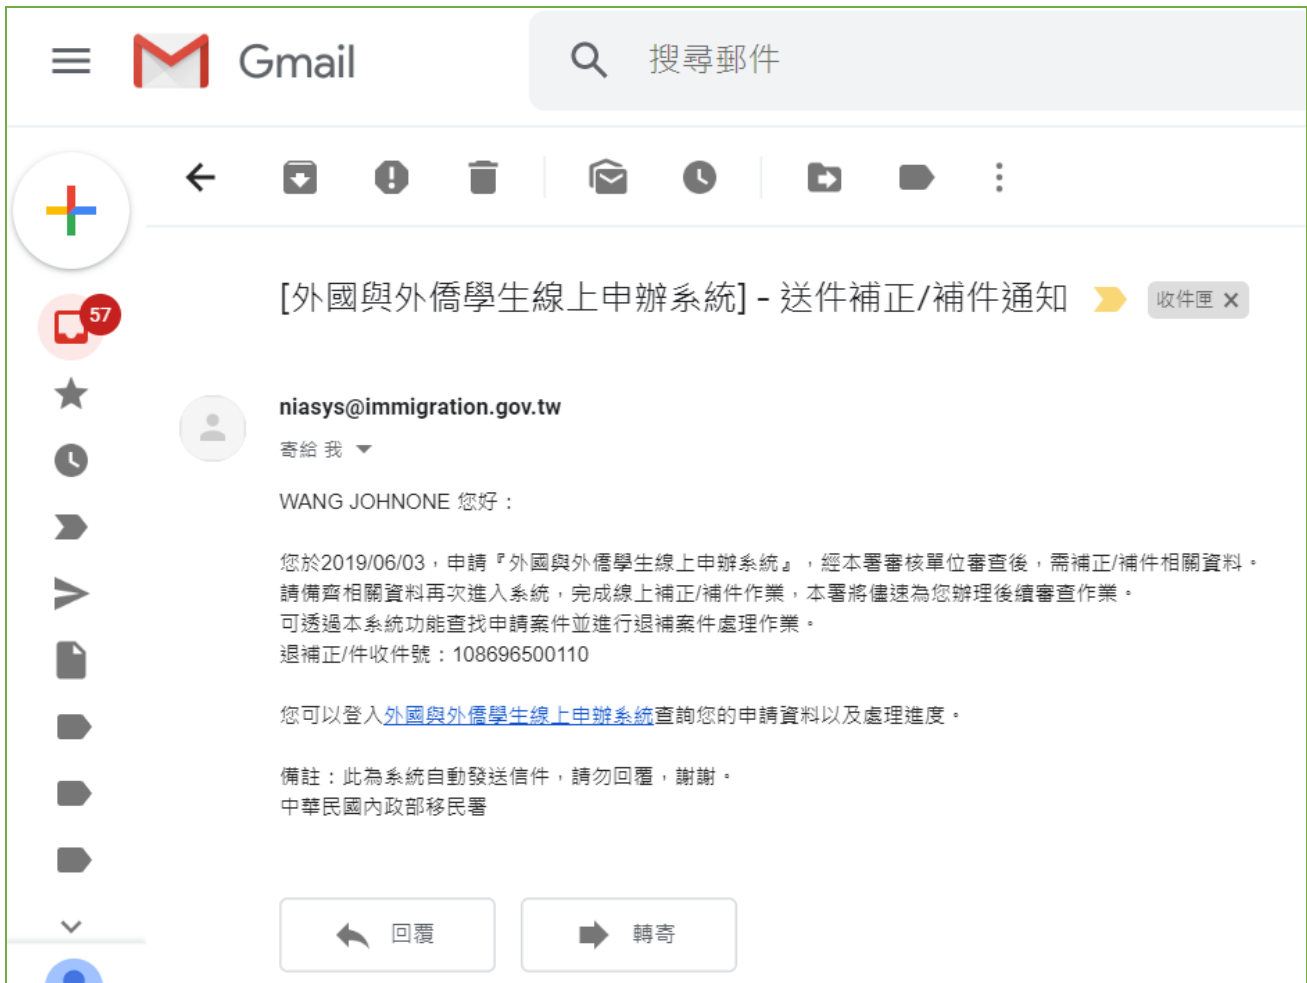 Gmail
搜尋郵件
57
[外國與外僑學生線上申辦系統] - 送件補正/補件通知
收件匣 ×
niasys@immigration.gov.tw
寄給 我
WANG JOHNONE 您好：
您於2019/06/03，申請『外國與外僑學生線上申辦系統』，經本署審核單位審查後，需補正/補件相關資料。
請備齊相關資料再次進入系統，完成線上補正/補件作業，本署將儘速為您辦理後續審查作業。
可透過本系統功能查找申請案件並進行退補案件處理作業。
退補正/件收件號：108696500110
您可以登入外國與外僑學生線上申辦系統查詢您的申請資料以及處理進度。
備註：此為系統自動發送信件，請勿回覆，謝謝。
中華民國內政部移民署
回覆
轉寄